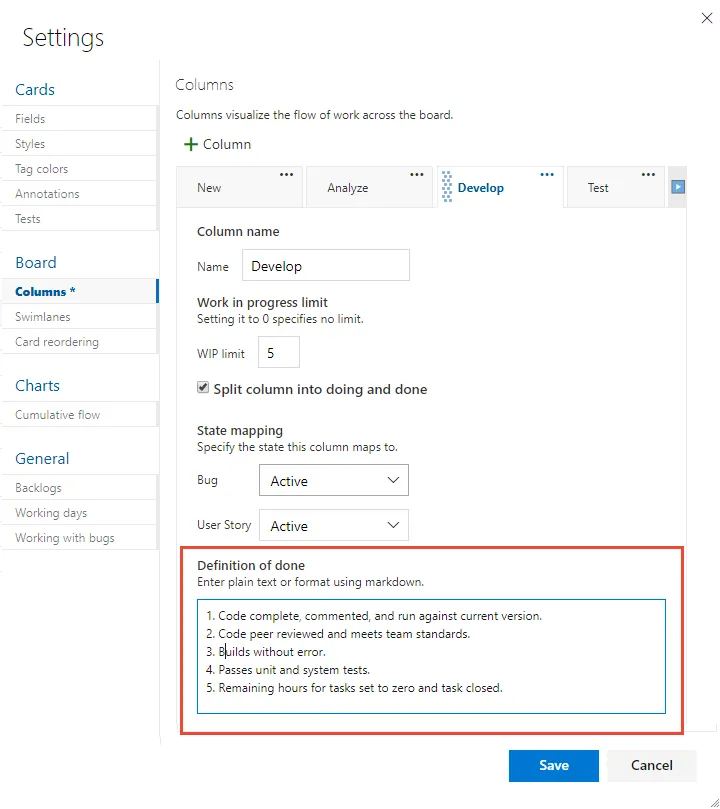 Settings
Cards
Fields
Styles
Tag colors
Annotations
Tests
Board
Columns *
Swimlanes
Card reordering
Charts
Cumulative flow
General
Backlogs
Working days
Working with bugs
Columns
Columns visualize the flow of work across the board.
+ Column
New ... Analyze ... Develop ... Test ...
Column name
Name Develop
Work in progress limit
Setting it to 0 specifies no limit.
WIP limit 5
Split column into doing and done
State mapping
Specify the state this column maps to.
Bug Active
User Story Active
Definition of done
Enter plain text or format using markdown.
1. Code complete, commented, and run against current version.
2. Code peer reviewed and meets team standards.
3. Builds without error.
4. Passes unit and system tests.
5. Remaining hours for tasks set to zero and task closed.
Save Cancel